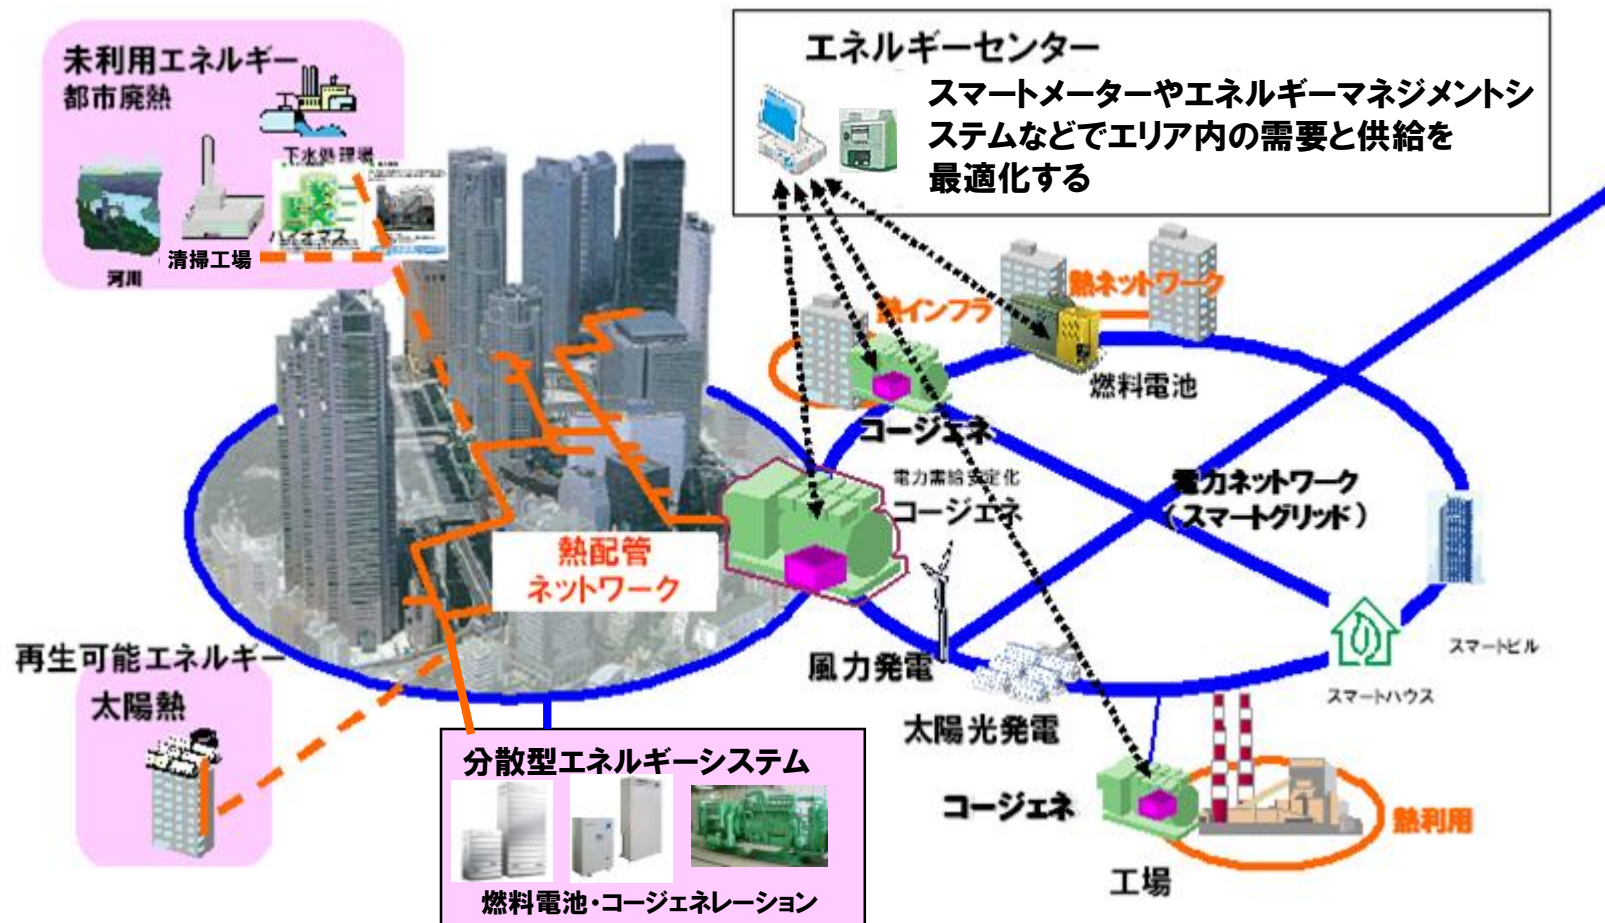 未利用エネルギー
都市廃熱
下水処理場
バイオマス
清掃工場
河川
エネルギーセンター
スマートメーターやエネルギーマネジメントシ
ステムなどでエリア内の需要と供給を
最適化する
熱インフラ
熱ネットワーク
燃料電池
コージェネ
電力需給安定化
コージェネ
電力ネットワーク
(スマートグリッド)
熱配管
ネットワーク
風力発電
太陽光発電
スマートビル
スマートハウス
再生可能エネルギー
太陽熱
分散型エネルギーシステム
燃料電池・コージェネレーション
コージェネ
熱利用
工場